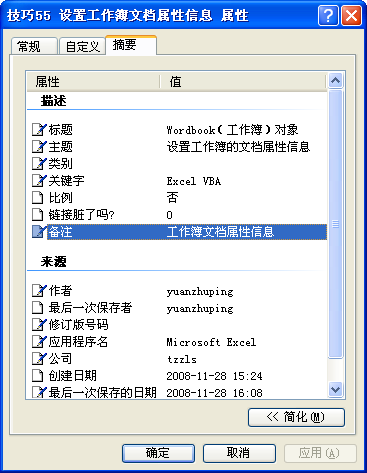 技巧55 设置工作簿文档属性信息 属性
常规 自定义 摘要
属性 值
描述
标题 Wordbook(工作簿)对象
主题 设置工作簿的文档属性信息
类别
关键字 Excel VBA
比例 否
链接脏了吗? 0
备注 工作簿文档属性信息
来源
作者 yuanzhuping
最后一次保存者 yuanzhuping
修订版号码
应用程序名 Microsoft Excel
公司 tzzls
创建日期 2008-11-28 15:24
最后一次保存的日期 2008-11-28 16:08
<< 简化(M)
确定 取消 应用(A)